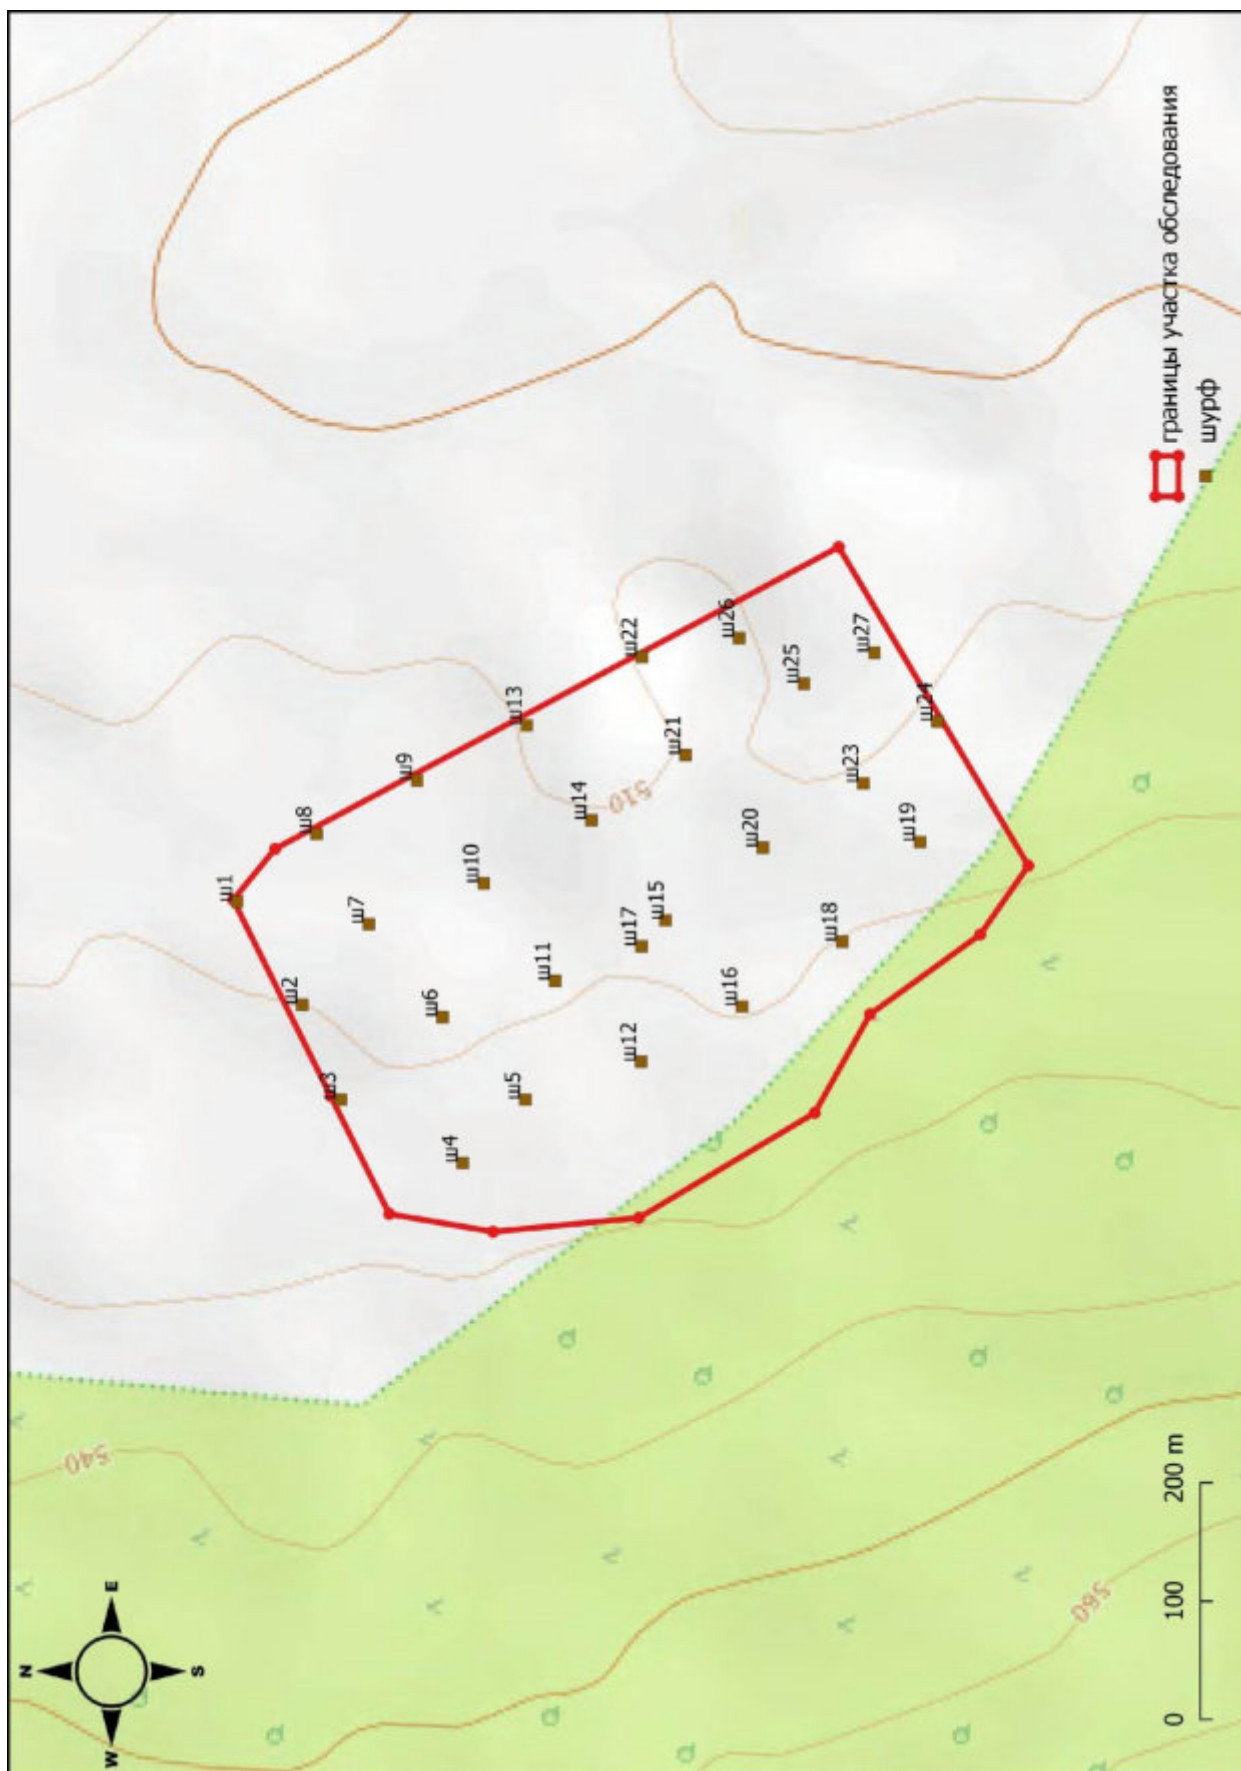 N
W
E
S
ш1
ш2
ш3
ш4
ш5
ш6
ш7
ш8
ш9
ш10
ш11
ш12
ш13
ш14
ш15
ш16
ш17
ш18
ш19
ш20
ш21
ш22
ш23
ш24
ш25
ш26
ш27
510
540
560
0 100 200 m
границы участка обследования
шурф